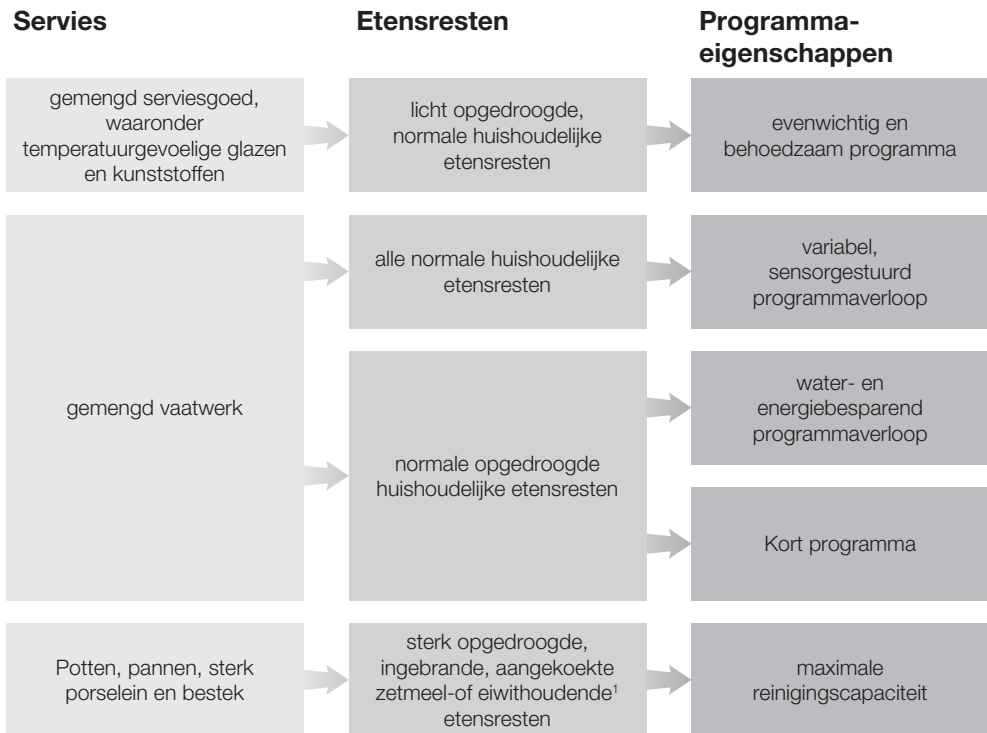 Servies
Etensresten
Programma-
eigenschappen
gemengd serviesgoed,
waaronder
temperatuurgevoelige glazen
en kunststoffen
licht opgedroogde,
normale huishoudelijke
etensresten
evenwichtig en
behoedzaam programma
gemengd vaatwerk
alle normale huishoudelijke
etensresten
variabel,
sensorgestuurd
programmaverloop
normale opgedroogde
huishoudelijke etensresten
water- en
energiebesparend
programmaverloop
Kort programma
Potten, pannen, sterk
porselein en bestek
sterk opgedroogde,
ingebrande, aangekoekte
zetmeel-of eiwithoudende¹
etensresten
maximale
reinigingscapaciteit